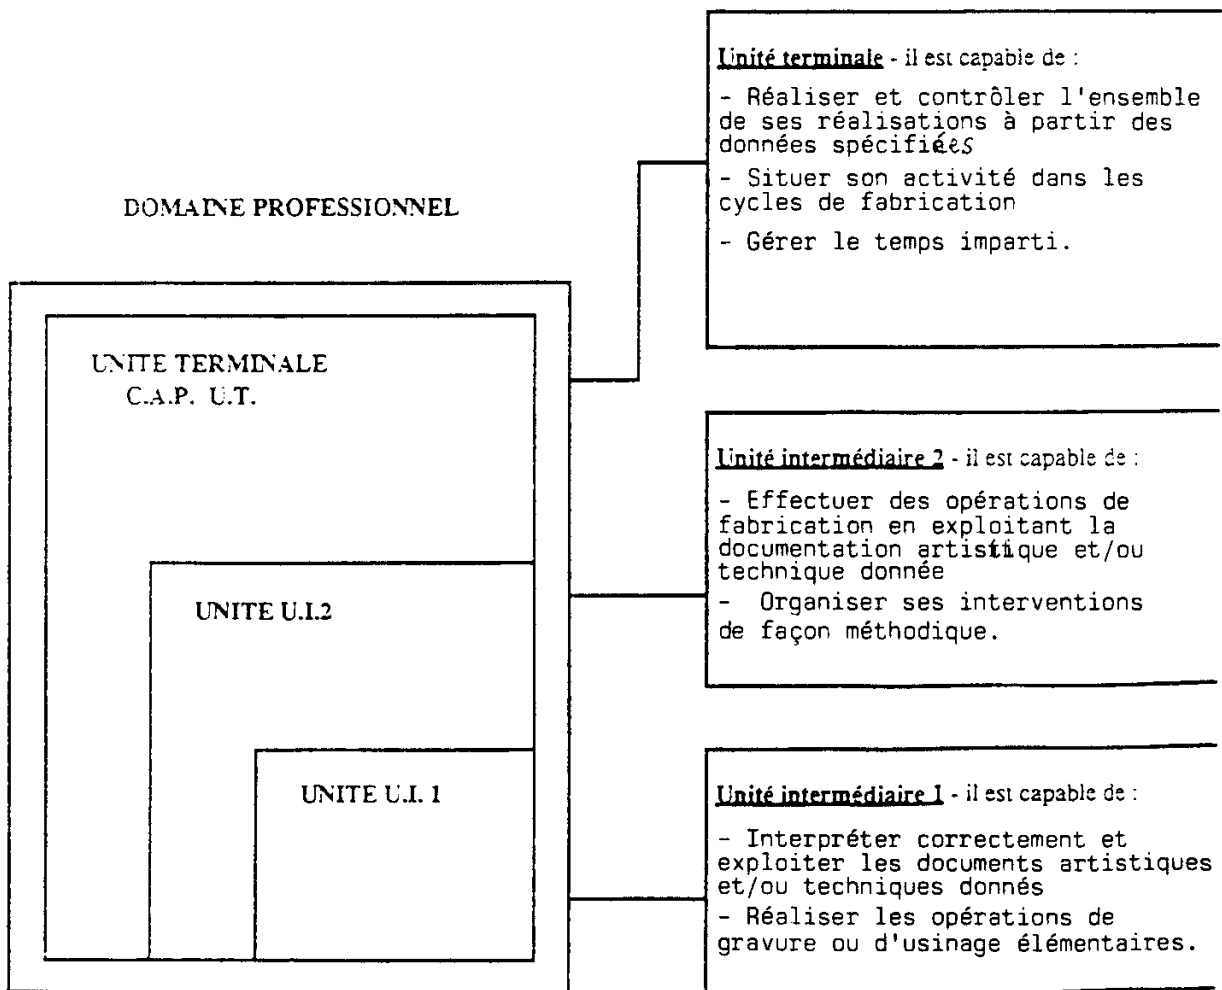 DOMAINE PROFESSIONNEL
UNITE TERMINALE
C.A.P. U.T.
UNITE U.I.2
UNITE U.I. 1
Unité terminale - il est capable de :
- Réaliser et contrôler l'ensemble
de ses réalisations à partir des
données spécifiées
- Situer son activité dans les
cycles de fabrication
- Gérer le temps imparti.
Unité intermédiaire 2 - il est capable de :
- Effectuer des opérations de
fabrication en exploitant la
documentation artistique et/ou
technique donnée
- Organiser ses interventions
de façon méthodique.
Unité intermédiaire 1 - il est capable de :
- Interpréter correctement et
exploiter les documents artistiques
et/ou techniques donnés
- Réaliser les opérations de
gravure ou d'usinage élémentaires.